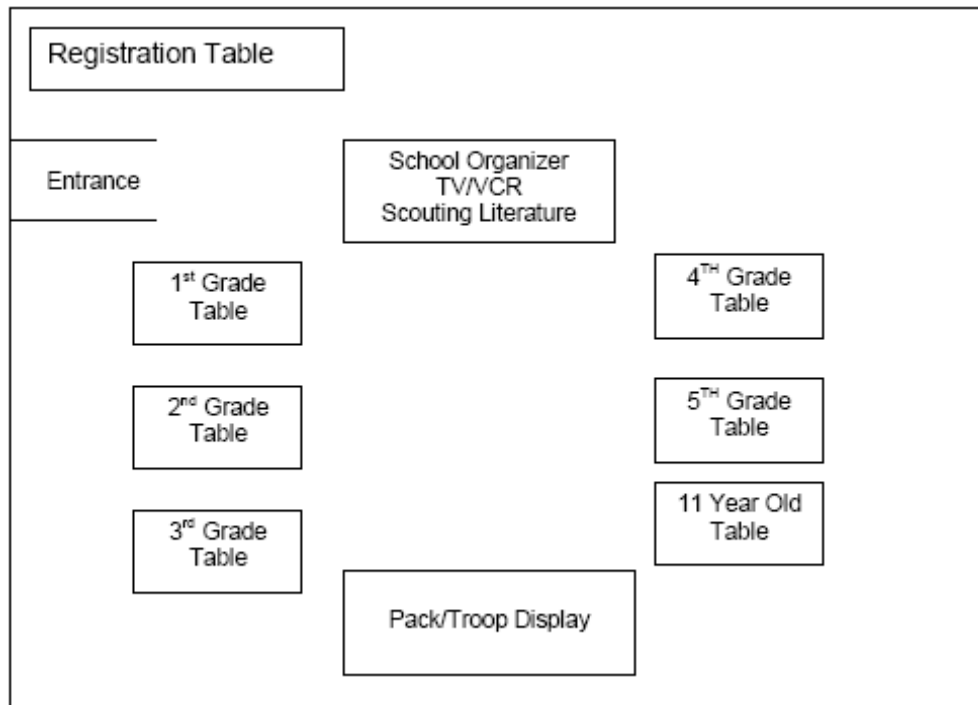 Registration Table
Entrance
School Organizer
TV/VCR
Scouting Literature
1st Grade
Table
4TH Grade
Table
2nd Grade
Table
5TH Grade
Table
3rd Grade
Table
11 Year Old
Table
Pack/Troop Display